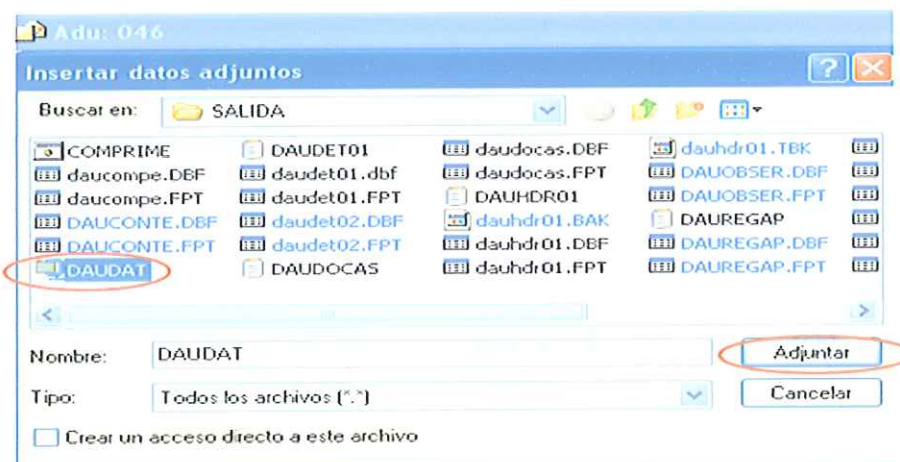 Adu: 046
Insertar datos adjuntos
Buscar en: SALIDA
COMPRIME DAUDET01 daudocas.DBF dauhdr01.TBK
daucompe.DBF daudet01.dbf daudocas.FPT DAUOBSER.DBF
daucompe.FPT daudet01.FPT DAUHDR01 DAUOBSER.FPT
DAUCONTE.DBF daudet02.DBF dauhdr01.BAK DAUREGAP
DAUCONTE.FPT daudet02.FPT dauhdr01.DBF DAUREGAP.DBF
DAUDAT DAUDOCAS dauhdr01.FPT DAUREGAP.FPT
Nombre: DAUDAT Adjuntar
Tipo: Todos los archivos (*.*) Cancelar
Crear un acceso directo a este archivo